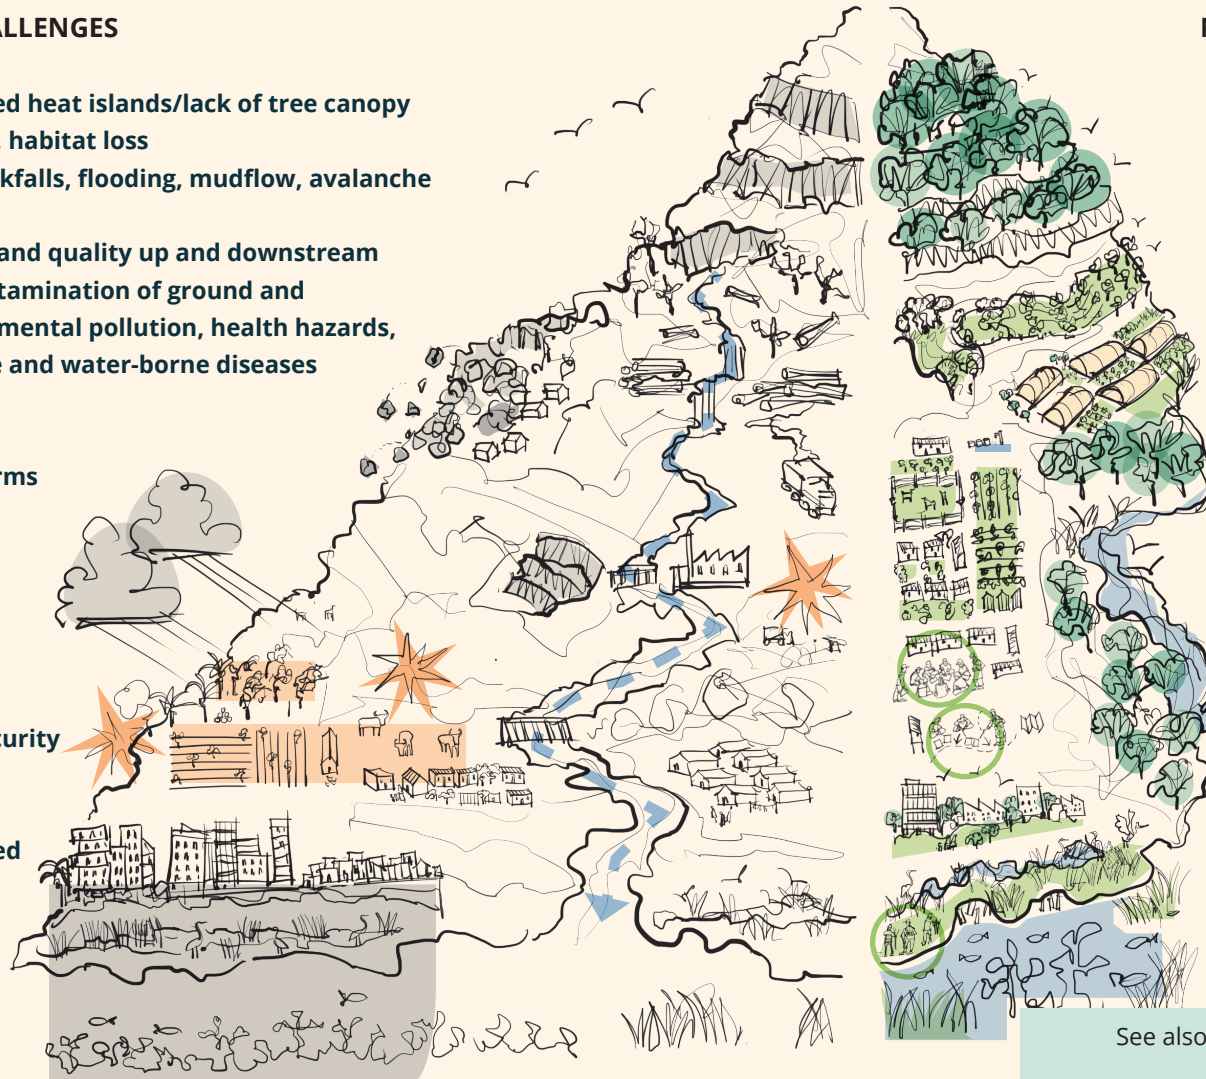 ALLENGES
ed heat islands/lack of tree canopy
habitat loss
kfalls, flooding, mudflow, avalanche
and quality up and downstream
tamination of ground and
mental pollution, health hazards,
e and water-borne diseases
rms
curity
ed
See also